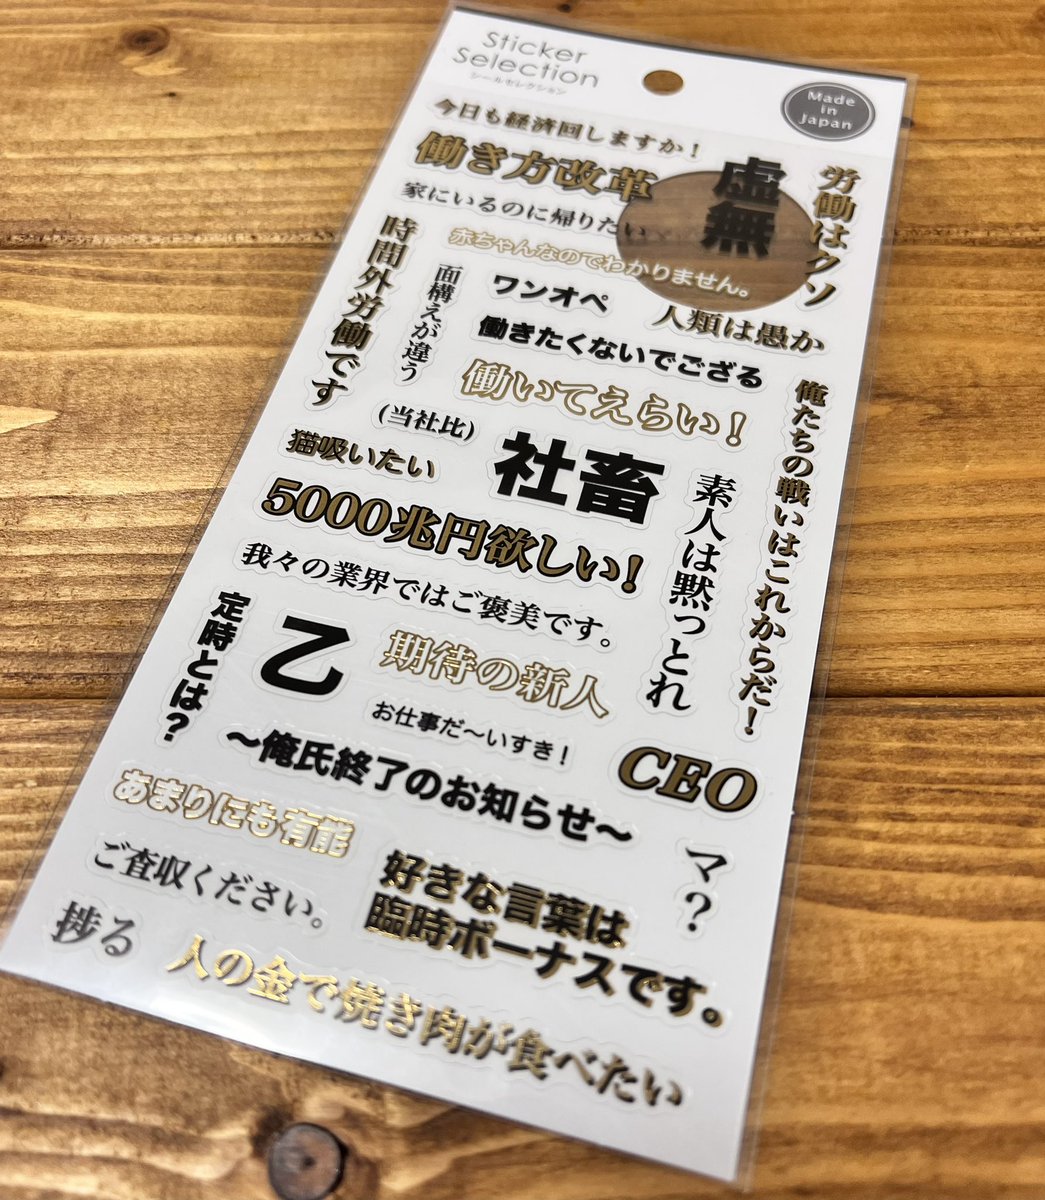 Sticker
Selection
シールセレクション
Made
in
Japan
今日も経済回しますか！
働き方改革
虚無
労働はクソ
家にいるのに帰りたい
赤ちゃんなのでわかりません。
時間外労働です
面構えが違う
ワンオペ
人類は愚か
働きたくないでござる
働いてえらい！
俺たちの戦いはこれからだ！
(当社比)
社畜
猫吸いたい
素人は黙っとれ
5000兆円欲しい！
我々の業界ではご褒美です。
定時とは？
乙
期待の新人
お仕事だ〜いすき！
CEO
〜俺氏終了のお知らせ〜
あまりにも有能
マ？
ご査収ください。
好きな言葉は
臨時ボーナスです。
捗る
人の金で焼き肉が食べたい